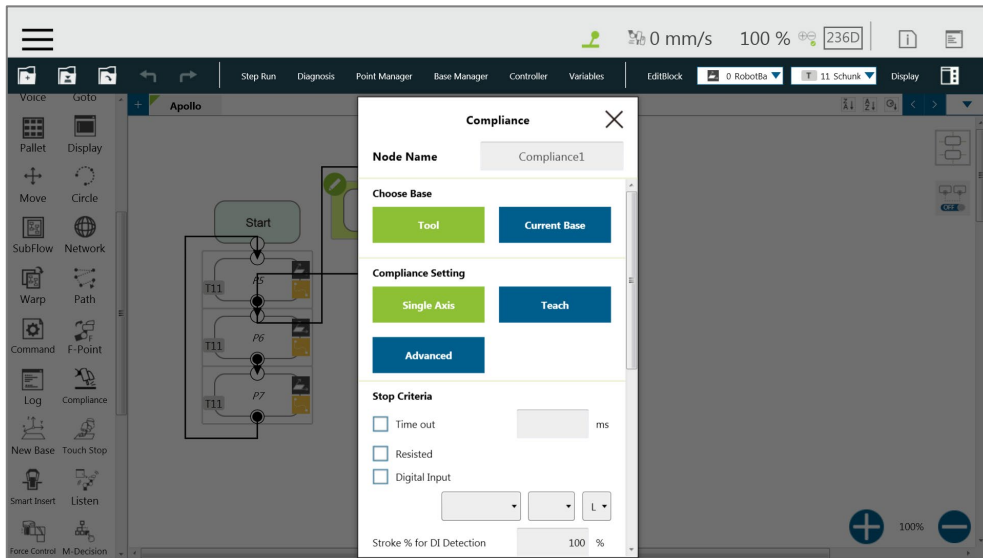 0 mm/s 100 % 236D
Step Run Diagnosis Point Manager Base Manager Controller Variables EditBlock 0 RobotBa T 11 Schunk Display
Voice Goto
+ Apollo
Pallet Display
Move Circle
SubFlow Network
Warp Path
Command F-Point
Log Compliance
New Base Touch Stop
Smart Insert Listen
Force Control M-Decision
Start
T11
T11 P6
T11 P7
OFF
100%
Compliance
Node Name Compliance1
Choose Base
Tool Current Base
Compliance Setting
Single Axis Teach
Advanced
Stop Criteria
Time out ms
Resisted
Digital Input
L
Stroke % for DI Detection 100 %